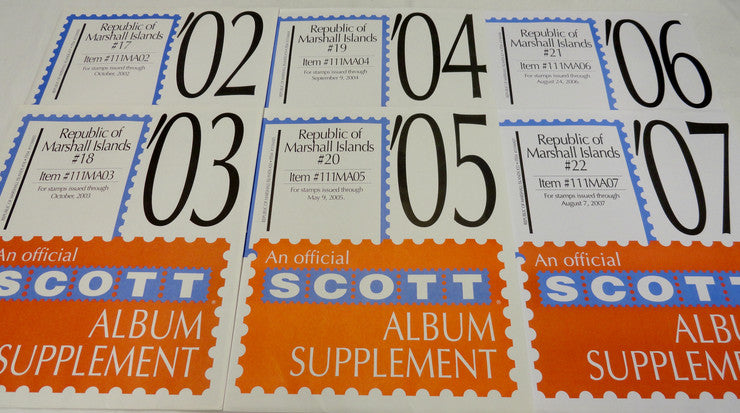 Republic of
Marshall Islands
#17
Item #111MA02
For stamps issued through
October, 2002
'02
Republic of
Marshall Islands
#19
Item #111MA04
For stamps issued through
September 9, 2004.
'04
Republic of
Marshall Islands
#21
Item #111MA06
For stamps issued through
August 24, 2006.
'06
Republic of
Marshall Islands
#18
Item #111MA03
For stamps issued through
October, 2003
'03
An official
SCOTT
ALBUM
SUPPLEMENT
Republic of
Marshall Islands
#20
Item #111MA05
For stamps issued through
May 9, 2005.
'05
An official
SCOTT
ALBUM
SUPPLEMENT
Republic of
Marshall Islands
#22
Item #111MA07
For stamps issued through
August 7, 2007
'07
An official
SCOTT
ALB
SUPPLEM